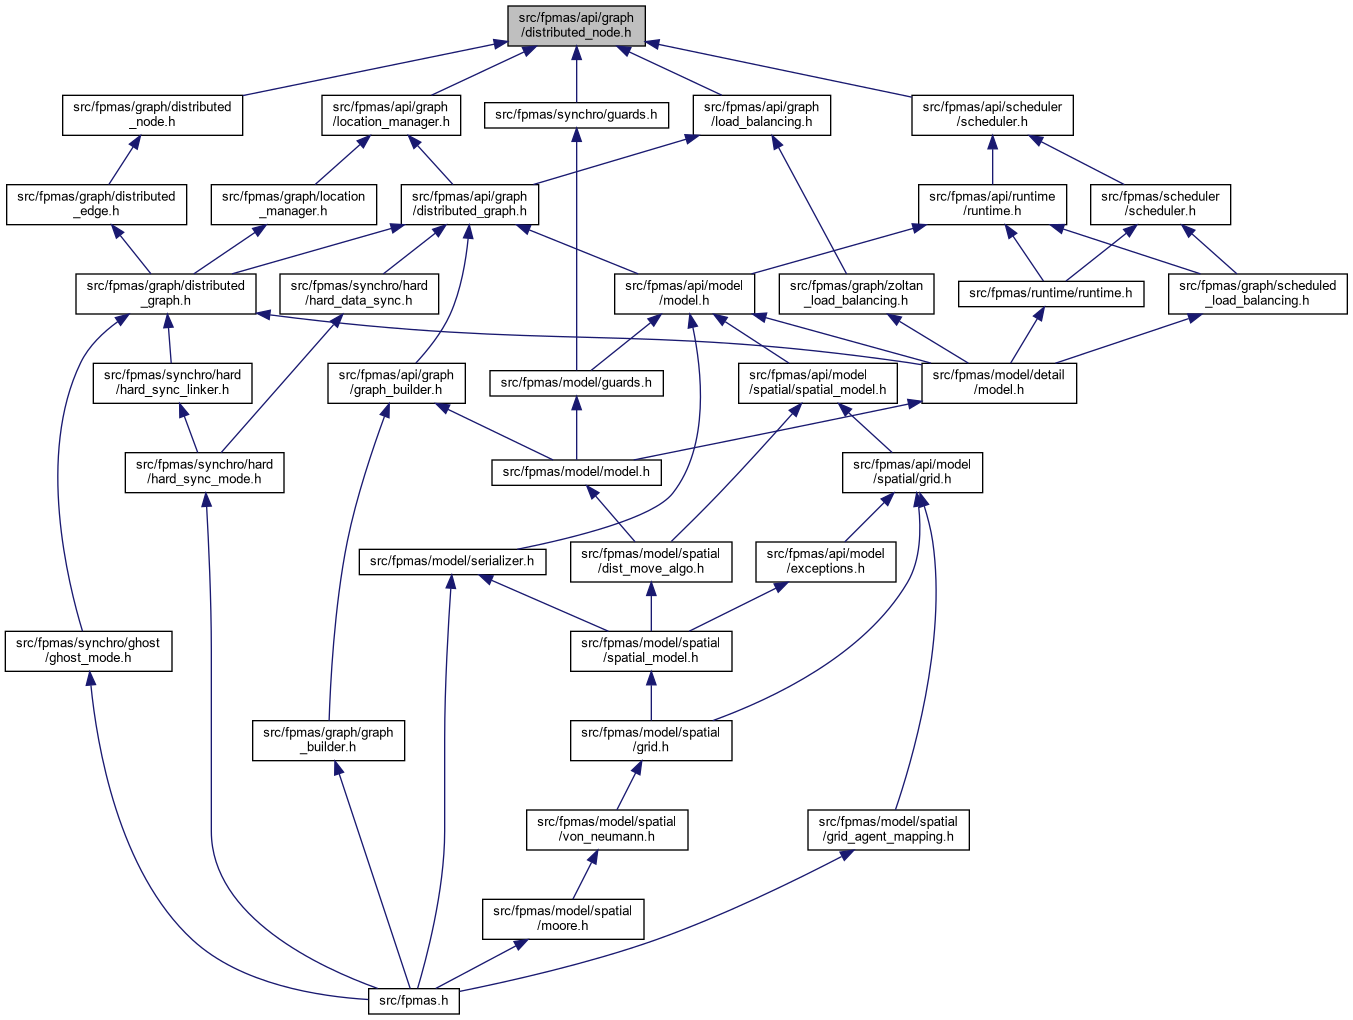 src/fpmas/api/graph
/distributed_node.h
src/fpmas/graph/distributed
_node.h
src/fpmas/api/graph
/location_manager.h
src/fpmas/synchro/guards.h
src/fpmas/api/graph
/load_balancing.h
src/fpmas/api/scheduler
/scheduler.h
src/fpmas/graph/distributed
_edge.h
src/fpmas/graph/location
_manager.h
src/fpmas/api/graph
/distributed_graph.h
src/fpmas/api/runtime
/runtime.h
src/fpmas/scheduler
/scheduler.h
src/fpmas/graph/distributed
_graph.h
src/fpmas/synchro/hard
/hard_data_sync.h
src/fpmas/api/model
/model.h
src/fpmas/graph/zoltan
_load_balancing.h
src/fpmas/runtime/runtime.h
src/fpmas/graph/scheduled
_load_balancing.h
src/fpmas/synchro/hard
/hard_sync_linker.h
src/fpmas/api/graph
/graph_builder.h
src/fpmas/model/guards.h
src/fpmas/api/model
/spatial/spatial_model.h
src/fpmas/model/detail
/model.h
src/fpmas/synchro/hard
/hard_sync_mode.h
src/fpmas/model/model.h
src/fpmas/api/model
/spatial/grid.h
src/fpmas/model/serializer.h
src/fpmas/model/spatial
/dist_move_algo.h
src/fpmas/api/model
/exceptions.h
src/fpmas/synchro/ghost
/ghost_mode.h
src/fpmas/model/spatial
/spatial_model.h
src/fpmas/graph/graph
_builder.h
src/fpmas/model/spatial
/grid.h
src/fpmas/model/spatial
/von_neumann.h
src/fpmas/model/spatial
/grid_agent_mapping.h
src/fpmas/model/spatial
/moore.h
src/fpmas.h